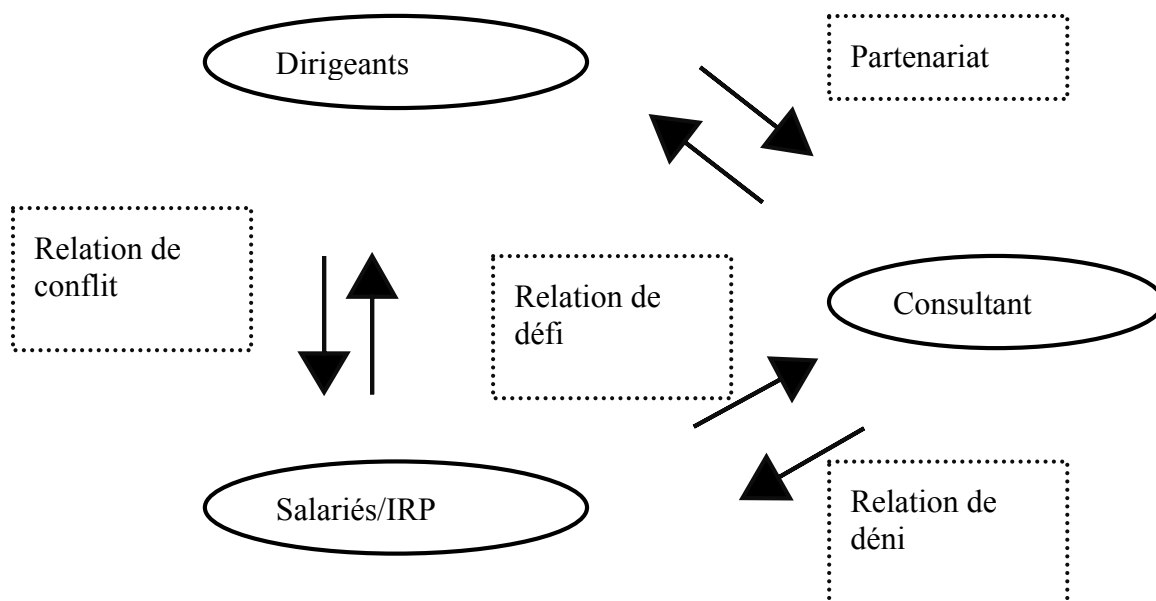 Dirigeants
Partenariat
Relation de
conflit
Relation de
défi
Consultant
Salariés/IRP
Relation de
déni